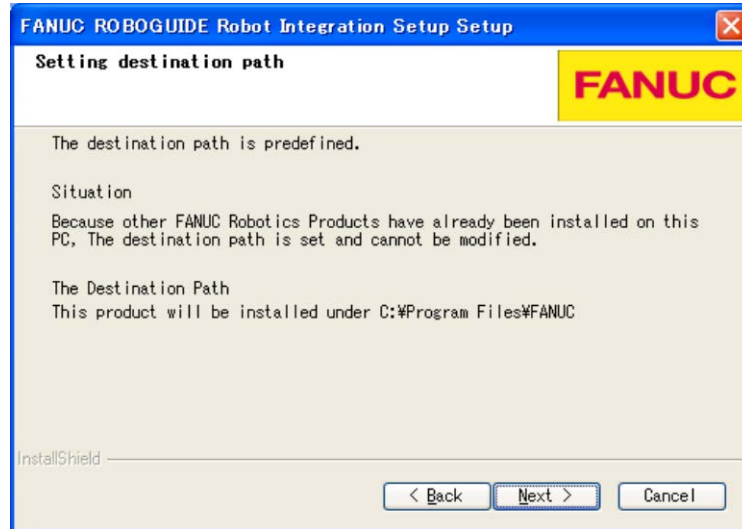 FANUC ROBOGUIDE Robot Integration Setup Setup
Setting destination path
FANUC
The destination path is predefined.
Situation
Because other FANUC Robotics Products have already been installed on this
PC, The destination path is set and cannot be modified.
The Destination Path
This product will be installed under C:¥Program Files¥FANUC
InstallShield
< Back
Next >
Cancel